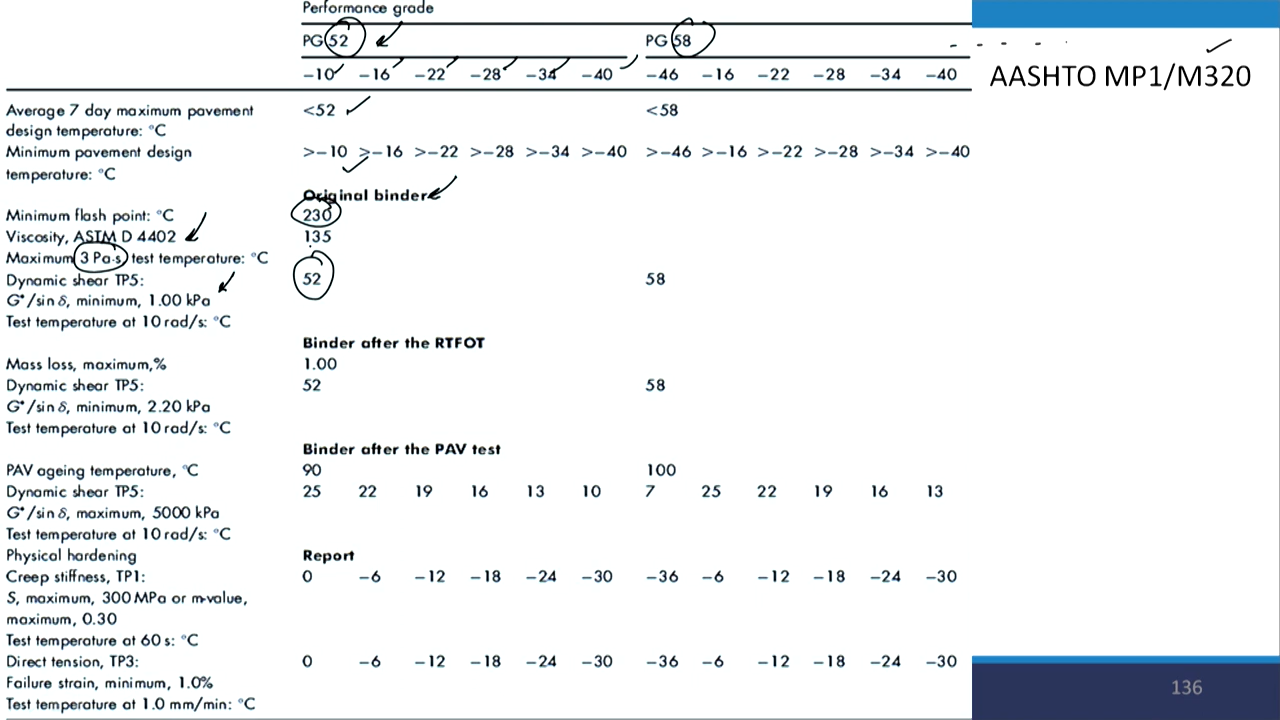 Performance grade
PG 52 PG 58
−10 −16 −22 −28 −34 −40 −46 −16 −22 −28 −34 −40
AASHTO MP1/M320
Average 7 day maximum pavement <52 <58
design temperature: °C
Minimum pavement design >−10 >−16 >−22 >−28 >−34 >−40 >−46 >−16 >−22 >−28 >−34 >−40
temperature: °C
Original binder
Minimum flash point: °C 230
Viscosity, ASTM D 4402 135
Maximum 3 Pa·s, test temperature: °C
Dynamic shear TP5: 52 58
G*/sin δ, minimum, 1.00 kPa
Test temperature at 10 rad/s: °C
Binder after the RTFOT
Mass loss, maximum,% 1.00
Dynamic shear TP5: 52 58
G*/sin δ, minimum, 2.20 kPa
Test temperature at 10 rad/s: °C
Binder after the PAV test
PAV ageing temperature, °C 90 100
Dynamic shear TP5: 25 22 19 16 13 10 7 25 22 19 16 13
G*/sin δ, maximum, 5000 kPa
Test temperature at 10 rad/s: °C
Physical hardening Report
Creep stiffness, TP1: 0 −6 −12 −18 −24 −30 −36 −6 −12 −18 −24 −30
S, maximum, 300 MPa or m-value,
maximum, 0.30
Test temperature at 60 s: °C
Direct tension, TP3: 0 −6 −12 −18 −24 −30 −36 −6 −12 −18 −24 −30
Failure strain, minimum, 1.0%
Test temperature at 1.0 mm/min: °C
136